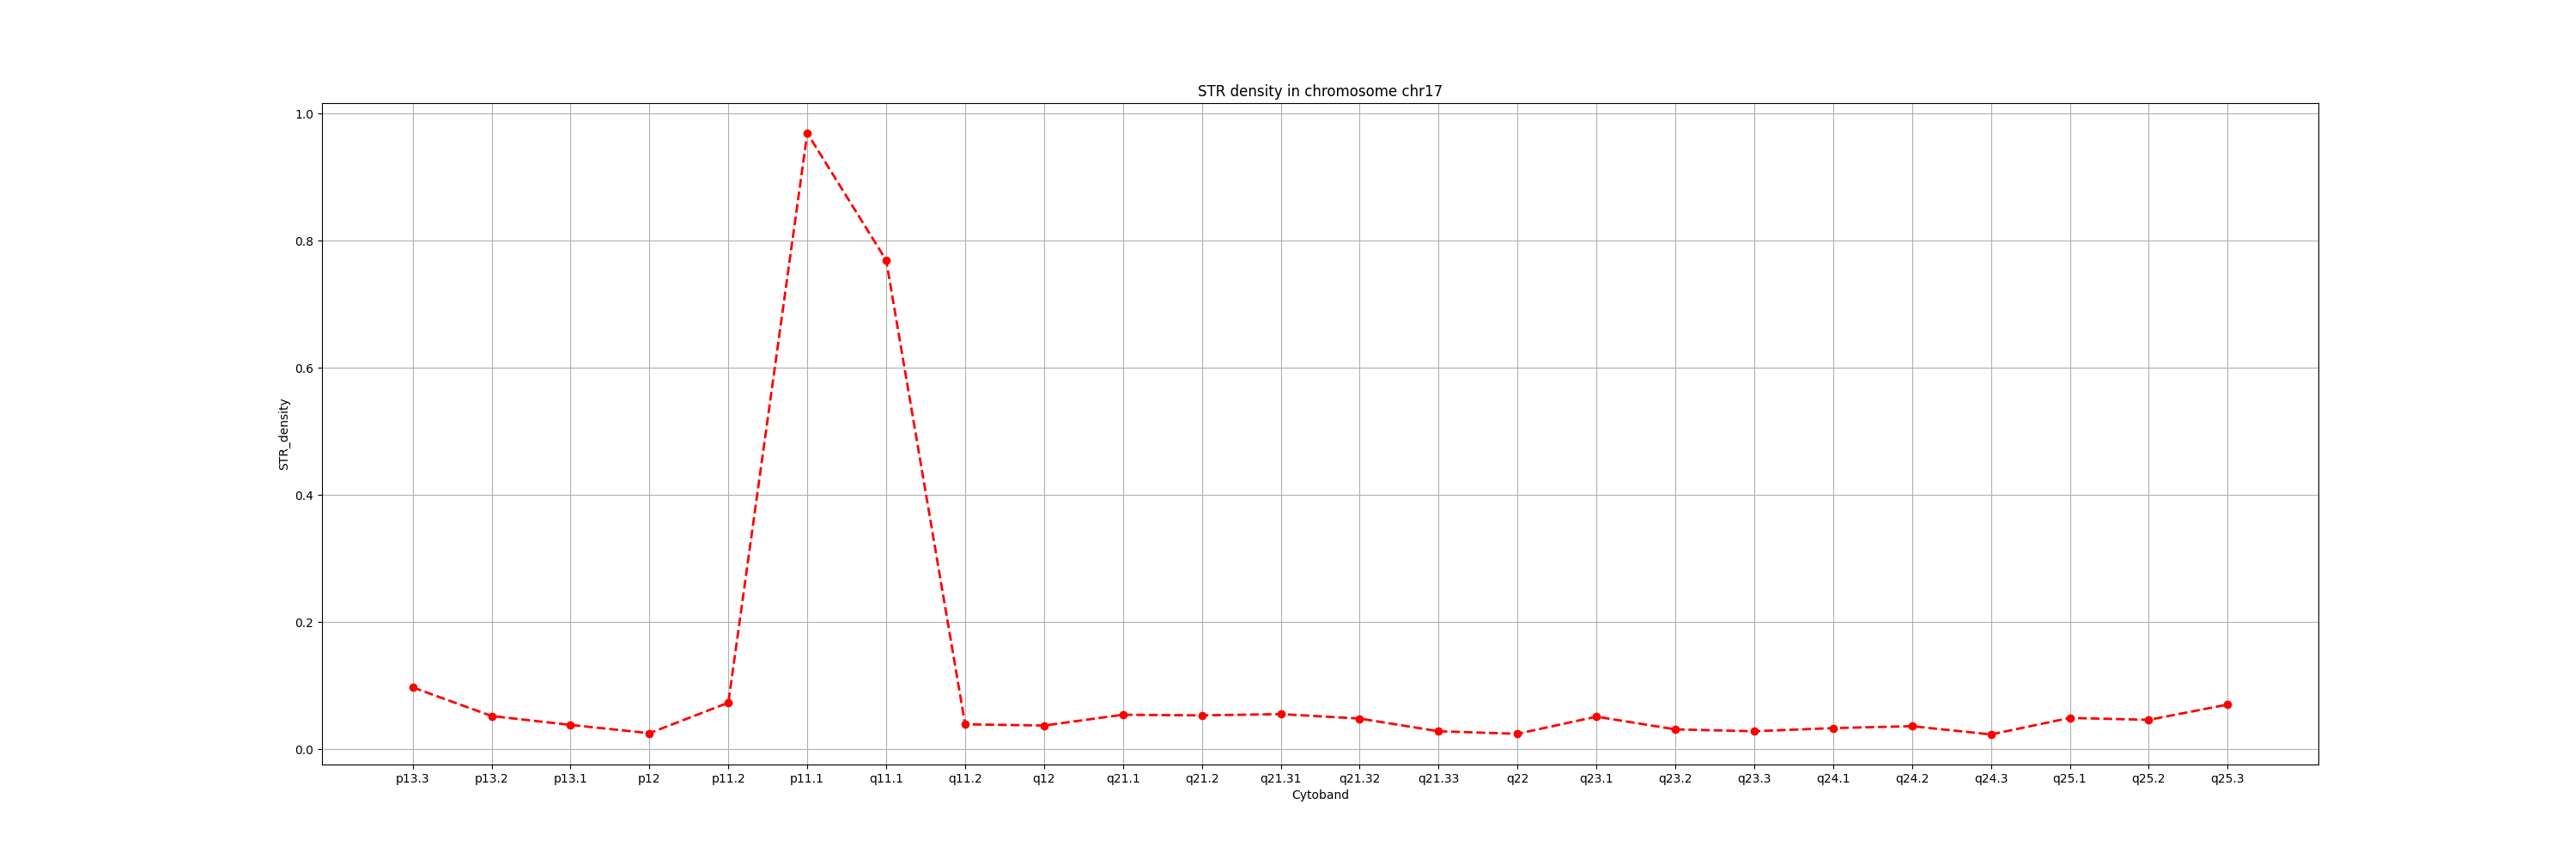 STR density in chromosome chr17
1.0
0.8
0.6
0.4
0.2
0.0
STR_density
p13.3 p13.2 p13.1 p12 p11.2 p11.1 q11.1 q11.2 q12 q21.1 q21.2 q21.31 q21.32 q21.33 q22 q23.1 q23.2 q23.3 q24.1 q24.2 q24.3 q25.1 q25.2 q25.3
Cytoband